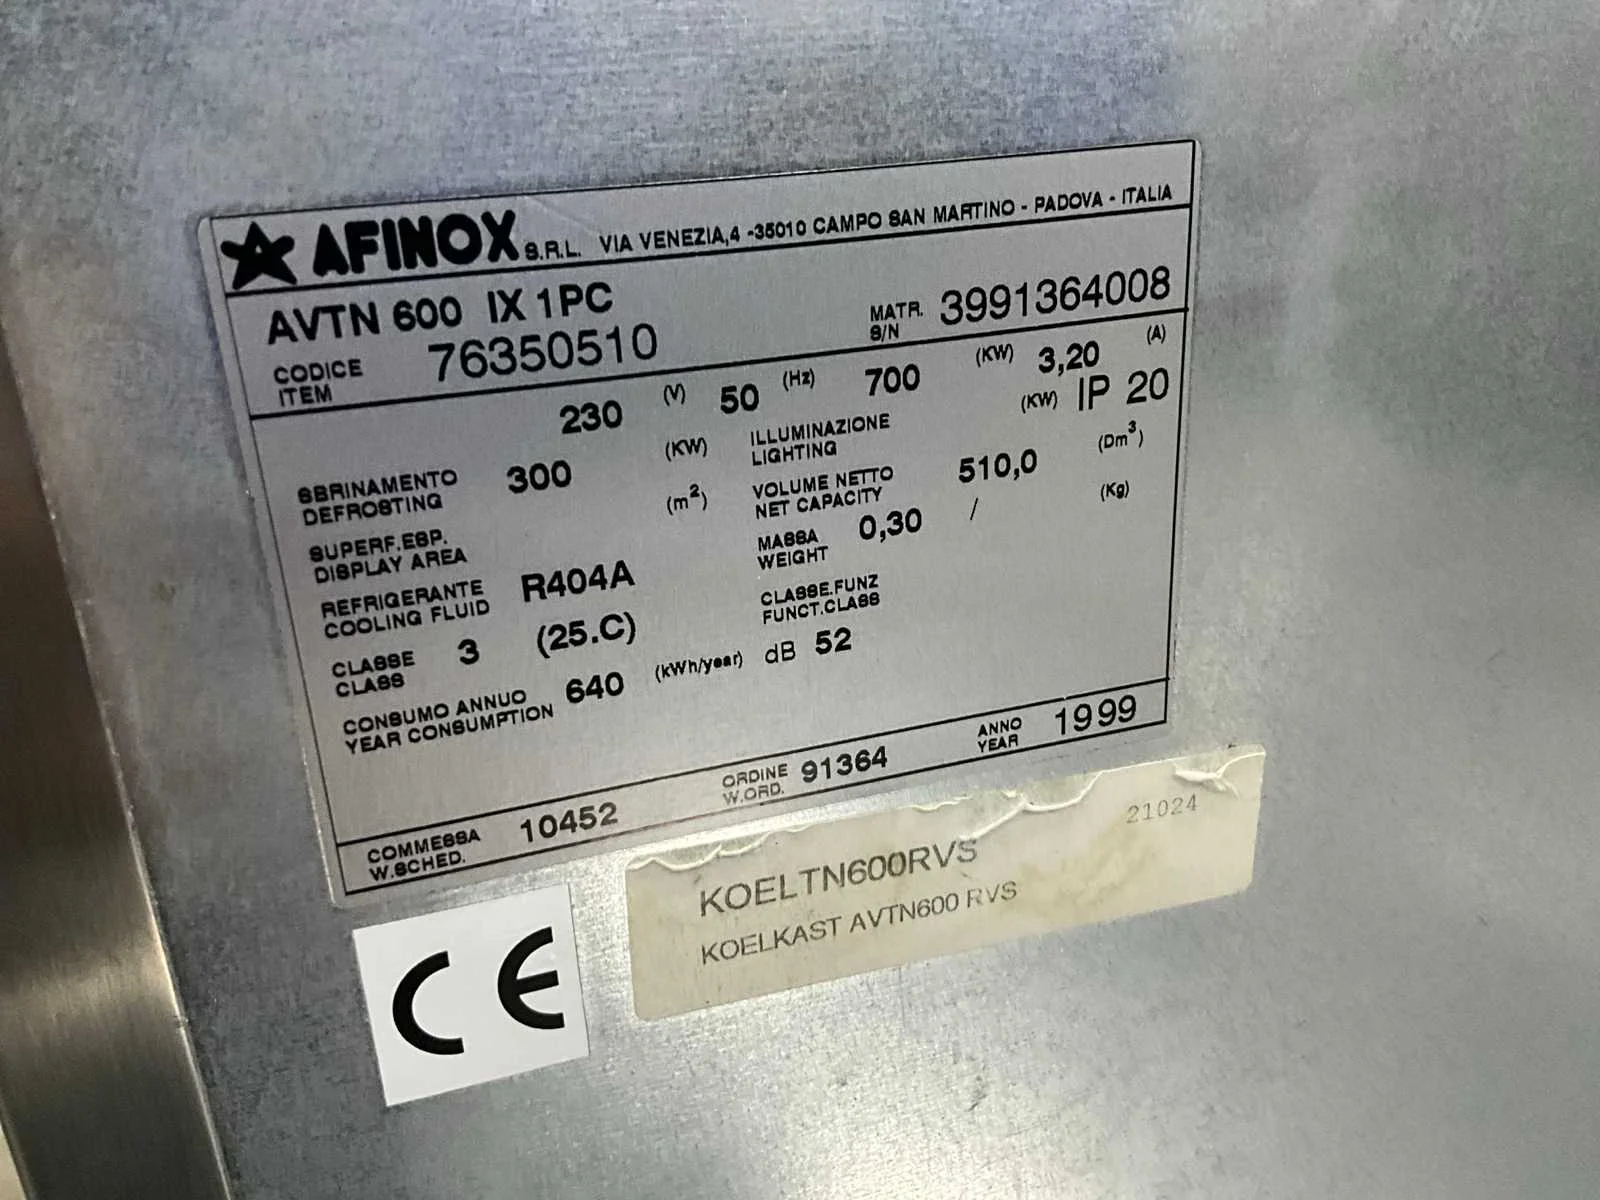 AFINOX S.R.L. VIA VENEZIA,4 -35010 CAMPO SAN MARTINO - PADOVA - ITALIA
AVTN 600 IX 1PC
CODICE
ITEM
76350510
MATR.
S/N
3991364008
230 (V) 50 (Hz) 700 (KW) 3,20 (A)
SBRINAMENTO
DEFROSTING
300 (KW)
ILLUMINAZIONE
LIGHTING
(KW) IP 20
SUPERF.ESP.
DISPLAY AREA
(m²)
VOLUME NETTO
NET CAPACITY
510,0 (Dm³)
REFRIGERANTE
COOLING FLUID
R404A
MASSA
WEIGHT
0,30 / (Kg)
CLASSE
CLASS
3 (25.C)
CLASSE.FUNZ
FUNCT.CLASS
CONSUMO ANNUO
YEAR CONSUMPTION
640 (kWh/year) dB 52
COMMESSA
W.SCHED.
10452
ORDINE
W.ORD.
91364
ANNO
YEAR
1999
CE
21024
KOELTN600RVS
KOELKAST AVTN600 RVS